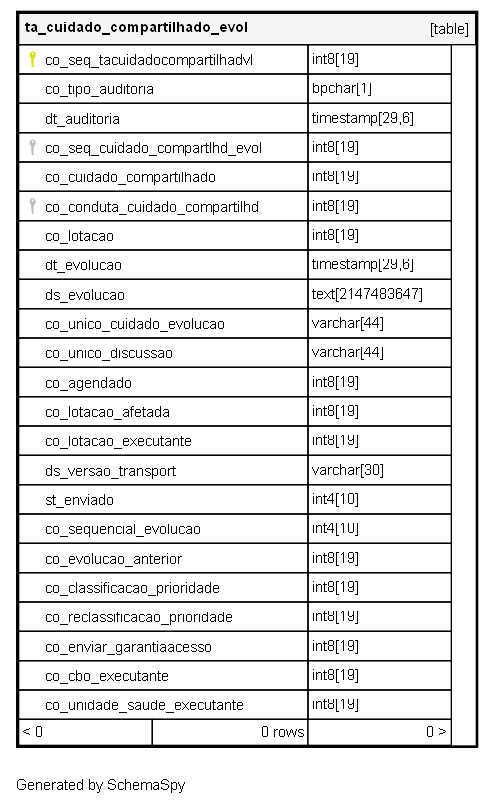 ta_cuidado_compartilhado_evol [table]
co_seq_tacuidadocompartilhadvl int8[19]
co_tipo_auditoria bpchar[1]
dt_auditoria timestamp[29,6]
co_seq_cuidado_compartlhd_evol int8[19]
co_cuidado_compartilhado int8[19]
co_conduta_cuidado_compartilhd int8[19]
co_lotacao int8[19]
dt_evolucao timestamp[29,6]
ds_evolucao text[2147483647]
co_unico_cuidado_evolucao varchar[44]
co_unico_discussao varchar[44]
co_agendado int8[19]
co_lotacao_afetada int8[19]
co_lotacao_executante int8[19]
ds_versao_transport varchar[30]
st_enviado int4[10]
co_sequencial_evolucao int4[10]
co_evolucao_anterior int8[19]
co_classificacao_prioridade int8[19]
co_reclassificacao_prioridade int8[19]
co_enviar_garantiaacesso int8[19]
co_cbo_executante int8[19]
co_unidade_saude_executante int8[19]
< 0 0 rows 0 >
Generated by SchemaSpy